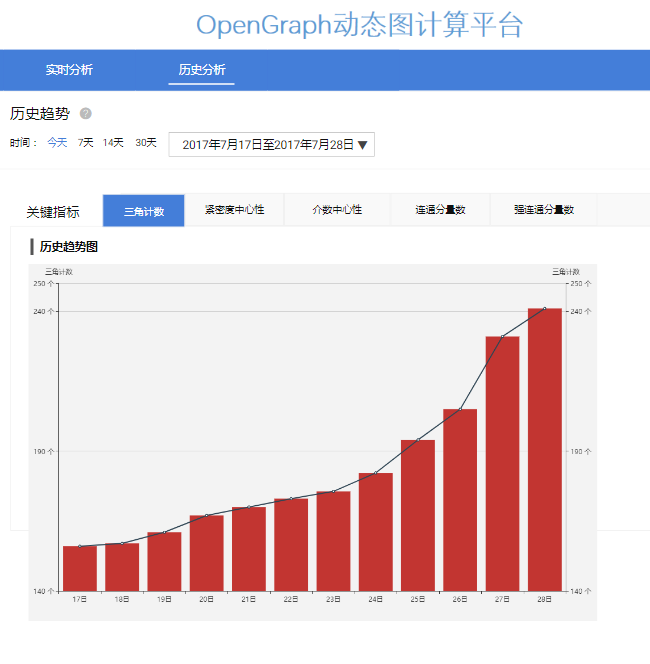 OpenGraph动态图计算平台
实时分析 历史分析
历史趋势 ?
时间： 今天 7天 14天 30天 2017年7月17日至2017年7月28日▼
关键指标 三角计数 紧密度中心性 介数中心性 连通分量数 强连通分量数
历史趋势图
三角计数 三角计数
250 个 250 个
240 个 240 个
190 个 190 个
140 个 140 个
17日 18日 19日 20日 21日 22日 23日 24日 25日 26日 27日 28日